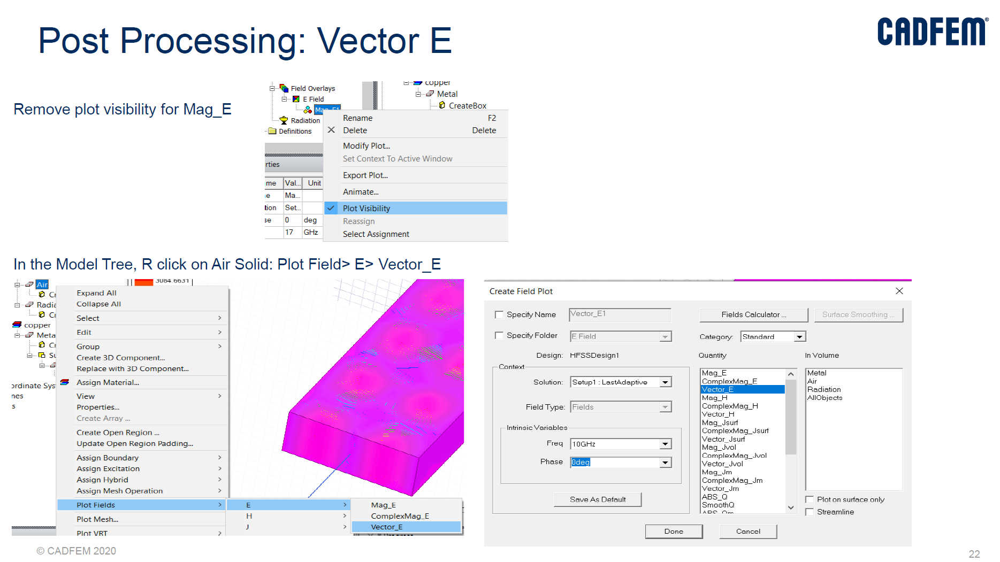 Post Processing: Vector E
CADFEM®
Remove plot visibility for Mag_E
Field Overlays
E Field
Mag_E1
Radiation
Definitions
copper
Metal
CreateBox
Rename F2
Delete Delete
Modify Plot...
Set Context To Active Window
Export Plot...
Animate...
Plot Visibility
Reassign
Select Assignment
rties
me Val... Unit
e Ma...
tion Set...
se 0 deg
17 GHz
In the Model Tree, R click on Air Solid: Plot Field> E> Vector_E
Air
Cr
Radia
Cr
copper
Meta
Cr
Su
ordinate Sys
nes
s
3084.6631
Expand All
Collapse All
Select
Edit
Group
Create 3D Component...
Replace with 3D Component...
Assign Material...
View
Properties...
Create Array ...
Create Open Region ...
Update Open Region Padding...
Assign Boundary
Assign Excitation
Assign Hybrid
Assign Mesh Operation
Plot Fields
Plot Mesh...
Plot VRT
E
H
J
Mag_E
ComplexMag_E
Vector_E
Create Field Plot
Specify Name Vector_E1
Fields Calculator ... Surface Smoothing ...
Specify Folder E Field
Category: Standard
Design: HFSSDesign1
Context
Solution: Setup1 : LastAdaptive
Field Type: Fields
Intrinsic Variables
Freq 10GHz
Phase 0deg
Save As Default
Quantity
Mag_E
ComplexMag_E
Vector_E
Mag_H
ComplexMag_H
Vector_H
Mag_Jsurf
ComplexMag_Jsurf
Vector_Jsurf
Mag_Jvol
ComplexMag_Jvol
Vector_Jvol
Mag_Jm
ComplexMag_Jm
Vector_Jm
ABS_Q
SmoothQ
In Volume
Metal
Air
Radiation
AllObjects
Plot on surface only
Streamline
Done Cancel
© CADFEM 2020
22